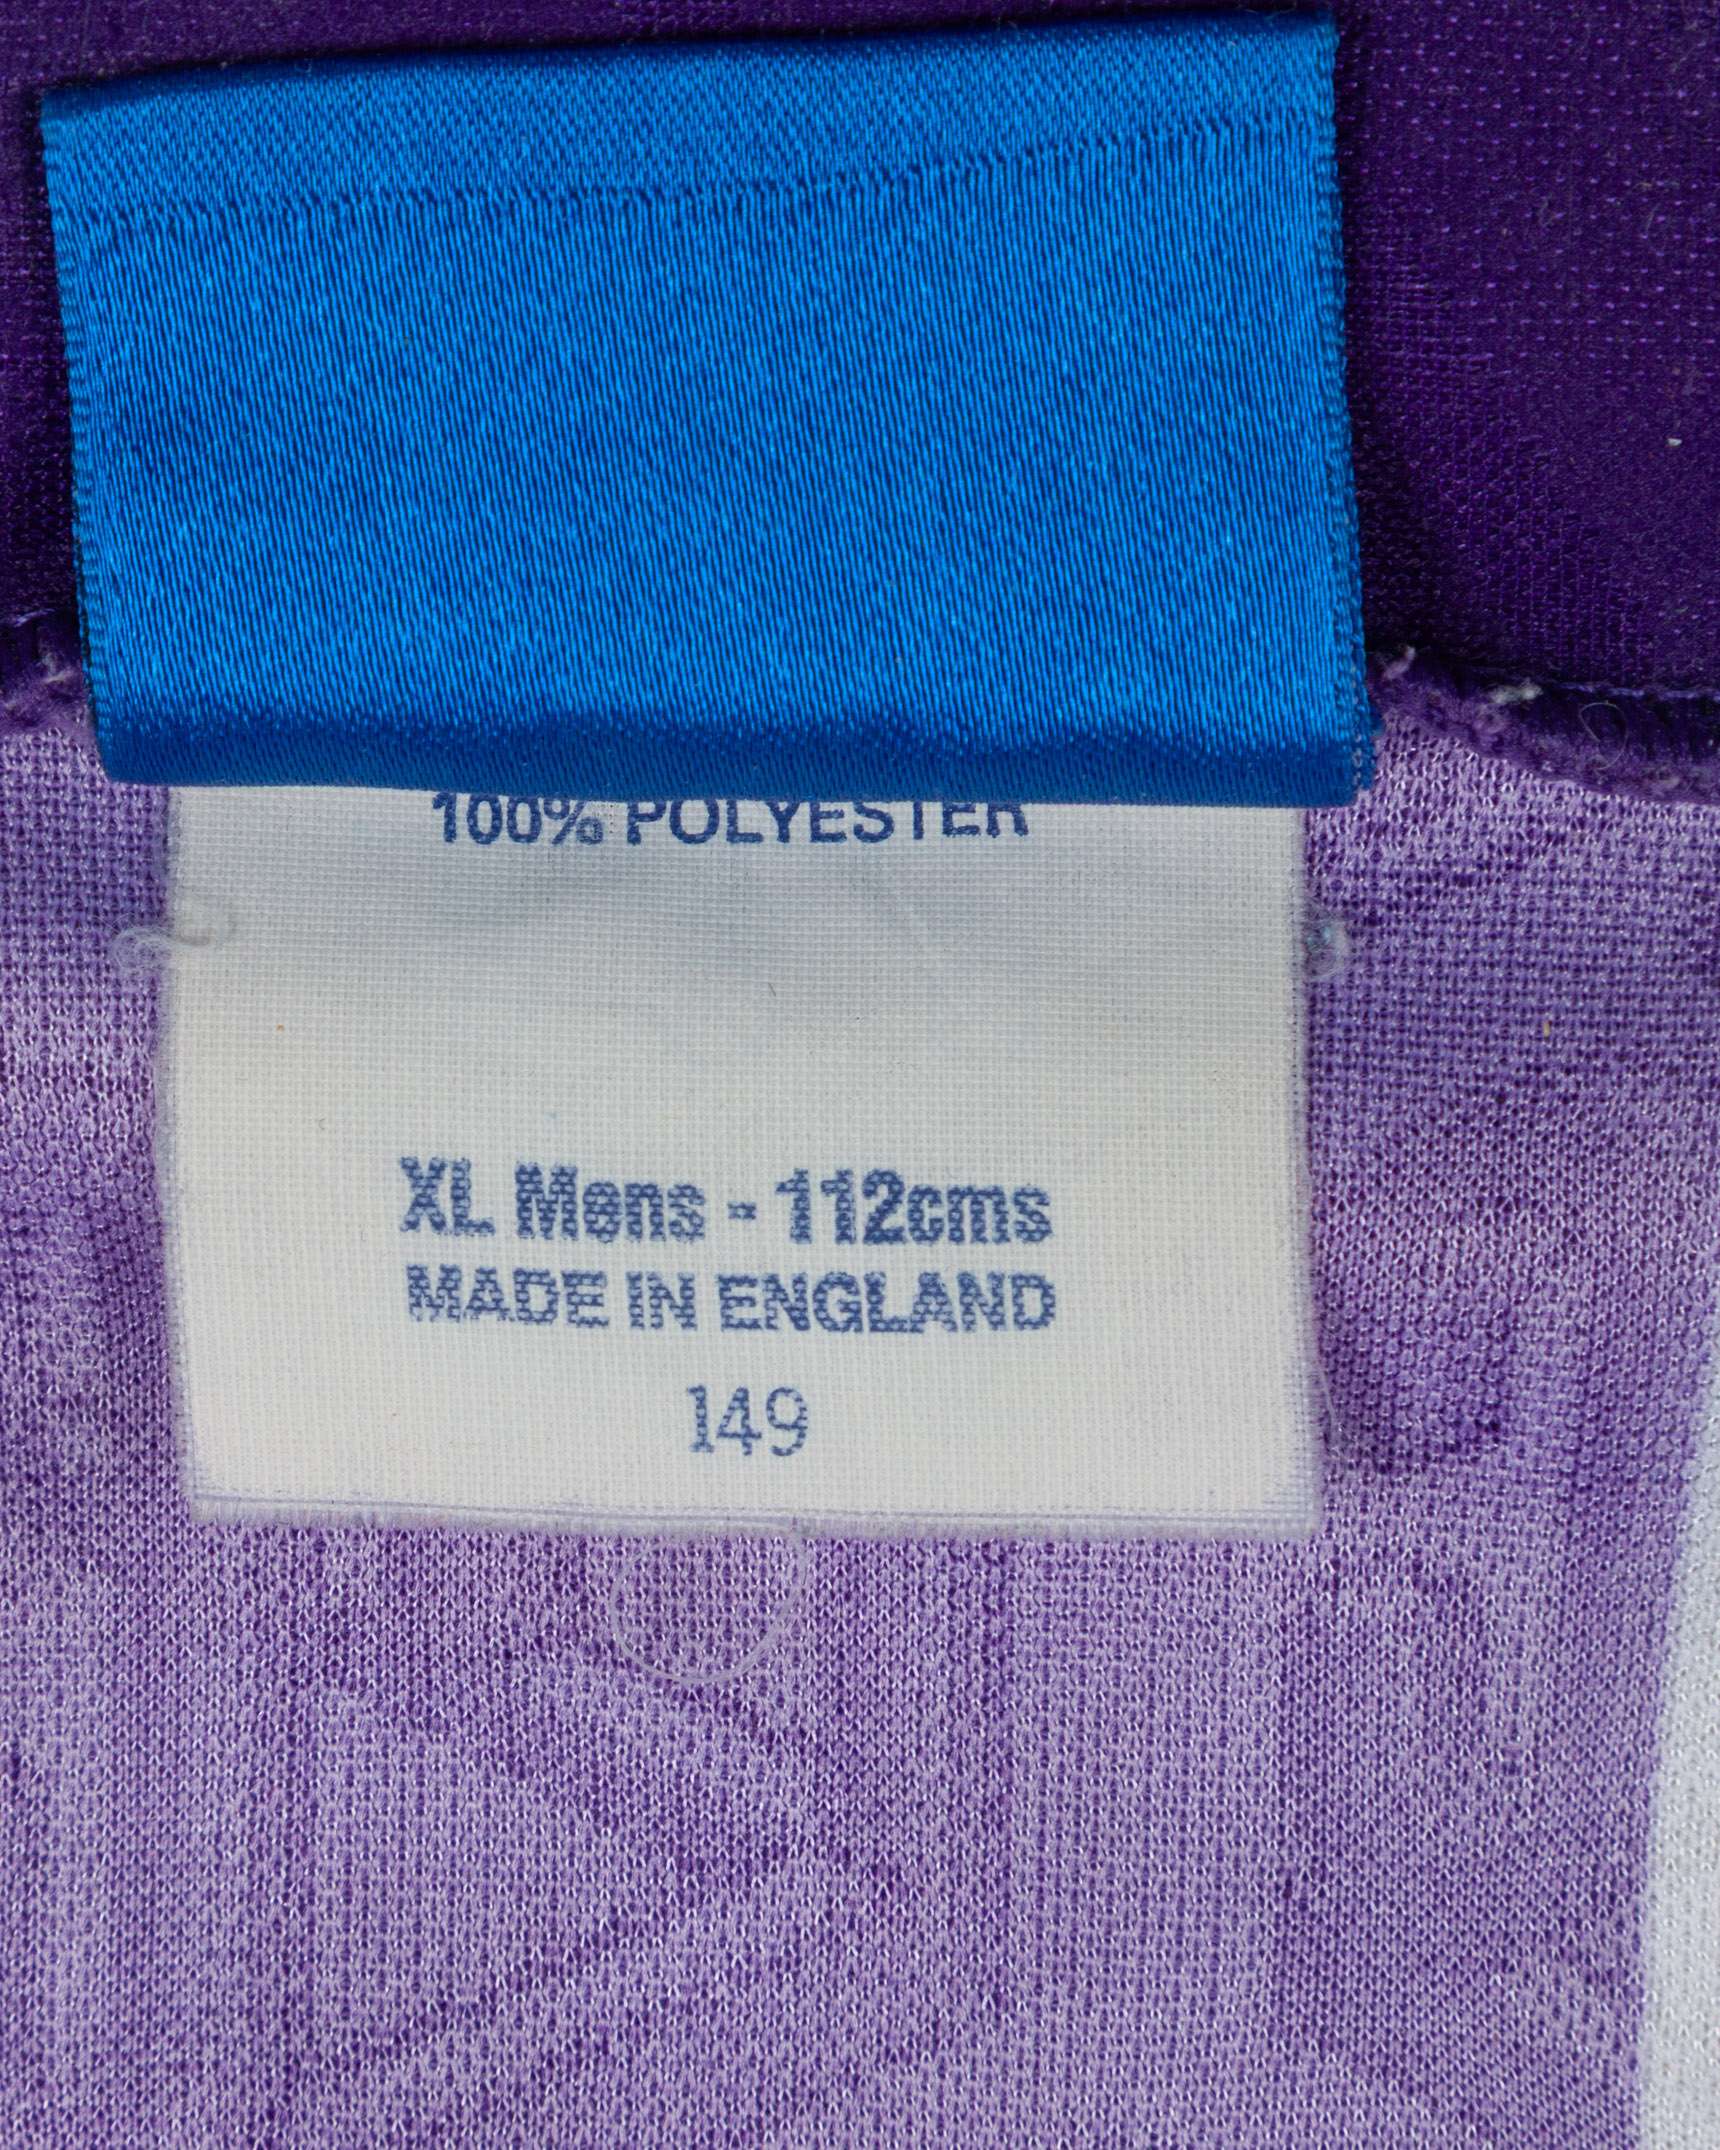 100% POLYESTER
XL Mens - 112cms
MADE IN ENGLAND
149